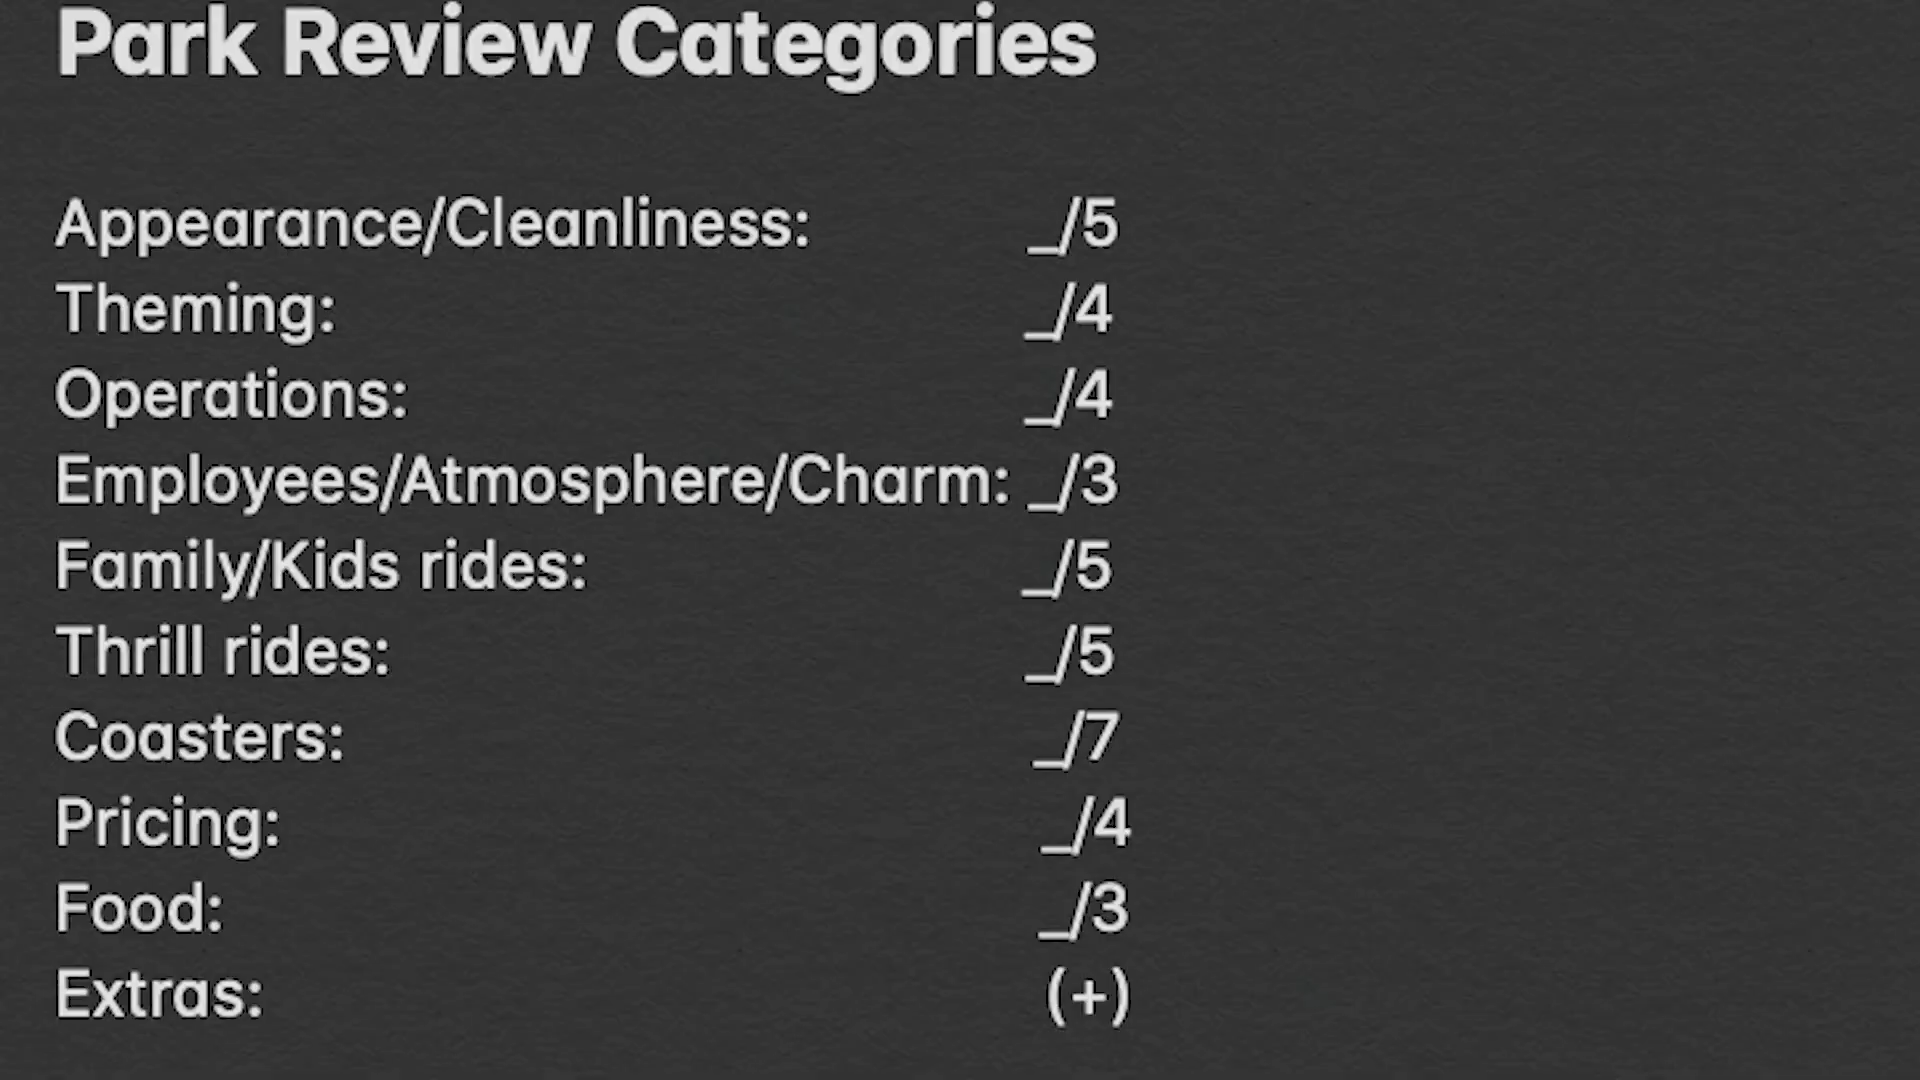 Park Review Categories
Appearance/Cleanliness: _/5
Theming: _/4
Operations: _/4
Employees/Atmosphere/Charm: _/3
Family/Kids rides: _/5
Thrill rides: _/5
Coasters: _/7
Pricing: _/4
Food: _/3
Extras: (+)